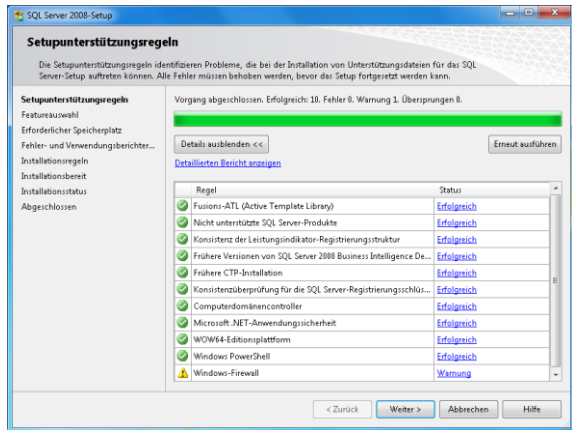 SQL Server 2008-Setup
Setupunterstützungsregeln
Die Setupunterstützungsregeln identifizieren Probleme, die bei der Installation von Unterstützungsdateien für das SQL
Server-Setup auftreten können. Alle Fehler müssen behoben werden, bevor das Setup fortgesetzt werden kann.
Setupunterstützungsregeln
Featureauswahl
Erforderlicher Speicherplatz
Fehler- und Verwendungsberichter...
Installationsregeln
Installationsbereit
Installationsstatus
Abgeschlossen
Vorgang abgeschlossen. Erfolgreich: 10. Fehler 0. Warnung 1. Übersprungen 0.
Details ausblenden <<
Erneut ausführen
Detaillierten Bericht anzeigen
Regel Status
Fusions-ATL (Active Template Library) Erfolgreich
Nicht unterstützte SQL Server-Produkte Erfolgreich
Konsistenz der Leistungsindikator-Registrierungsstruktur Erfolgreich
Frühere Versionen von SQL Server 2008 Business Intelligence De... Erfolgreich
Frühere CTP-Installation Erfolgreich
Konsistenzüberprüfung für die SQL Server-Registrierungsschlüs... Erfolgreich
Computerdomänencontroller Erfolgreich
Microsoft .NET-Anwendungssicherheit Erfolgreich
WOW64-Editionsplattform Erfolgreich
Windows PowerShell Erfolgreich
Windows-Firewall Warnung
< Zurück Weiter > Abbrechen Hilfe